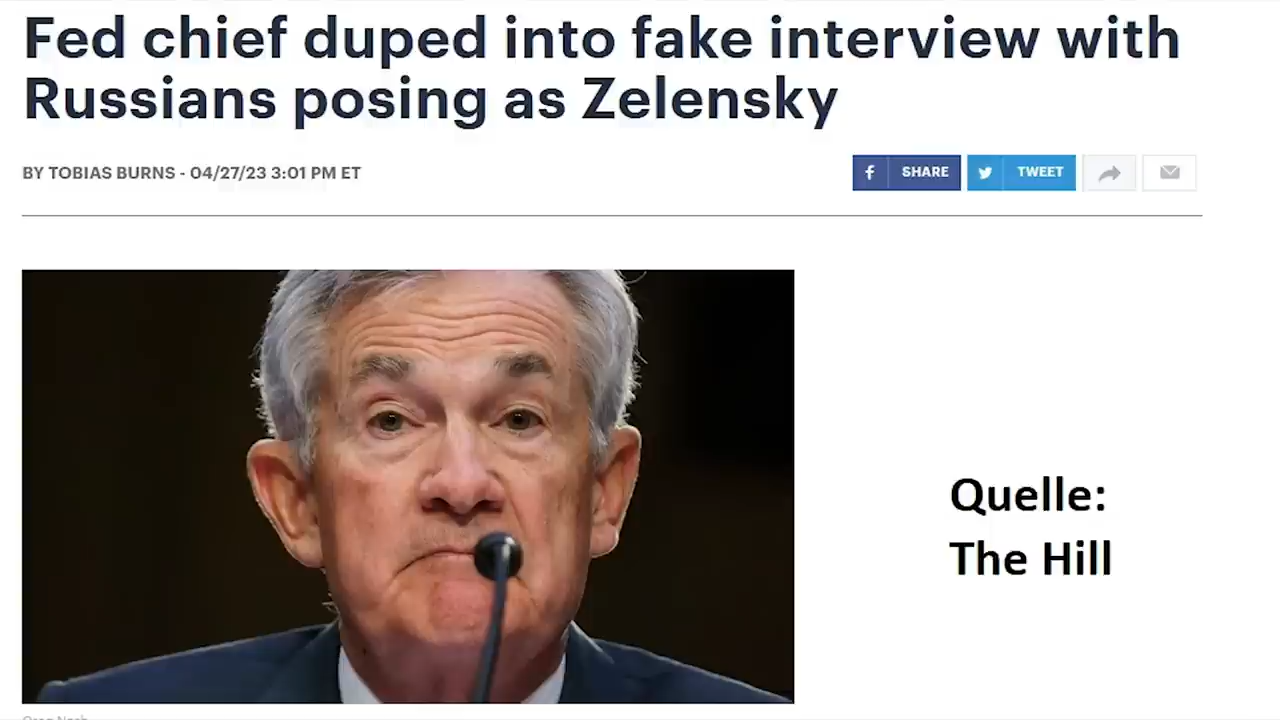 Fed chief duped into fake interview with
Russians posing as Zelensky
BY TOBIAS BURNS - 04/27/23 3:01 PM ET
SHARE
TWEET
Quelle:
The Hill